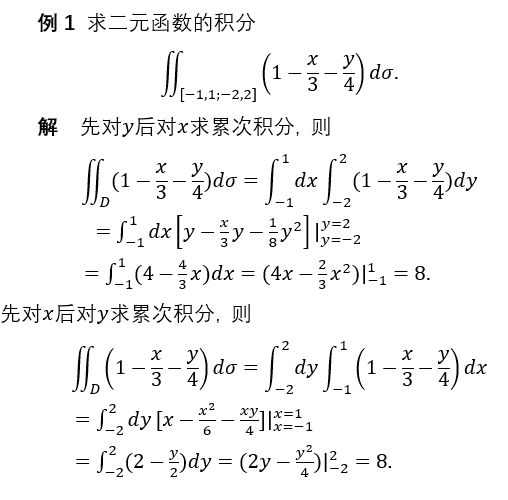 例 1 求二元函数的积分
∬_{[−1,1;−2,2]} (1 − x/3 − y/4) dσ.
解 先对y后对x求累次积分, 则
∬_D (1 − x/3 − y/4)dσ = ∫_{−1}^{1} dx ∫_{−2}^{2} (1 − x/3 − y/4)dy
= ∫_{−1}^{1} dx [y − x/3 y − 1/8 y²] |_{y=−2}^{y=2}
= ∫_{−1}^{1} (4 − 4/3 x)dx = (4x − 2/3 x²)|_{−1}^{1} = 8.
先对x后对y求累次积分, 则
∬_D (1 − x/3 − y/4) dσ = ∫_{−2}^{2} dy ∫_{−1}^{1} (1 − x/3 − y/4) dx
= ∫_{−2}^{2} dy [x − x²/6 − xy/4]|_{x=−1}^{x=1}
= ∫_{−2}^{2} (2 − y/2)dy = (2y − y²/4)|_{−2}^{2} = 8.